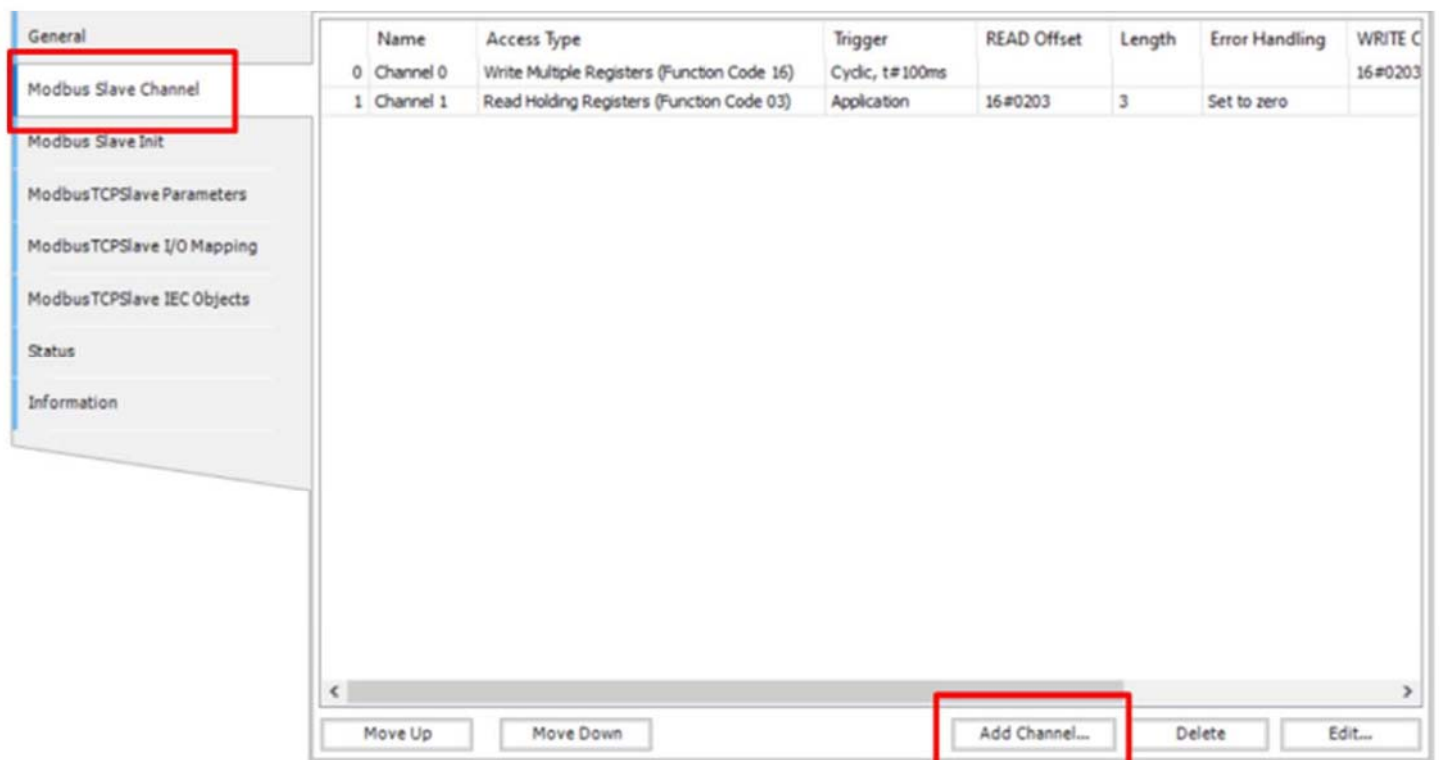 General
Modbus Slave Channel
Modbus Slave Init
ModbusTCPSlave Parameters
ModbusTCPSlave I/O Mapping
ModbusTCPSlave IEC Objects
Status
Information
Name Access Type Trigger READ Offset Length Error Handling WRITE C
0 Channel 0 Write Multiple Registers (Function Code 16) Cyclic, t#100ms 16#0203
1 Channel 1 Read Holding Registers (Function Code 03) Application 16#0203 3 Set to zero
Move Up Move Down Add Channel... Delete Edit...